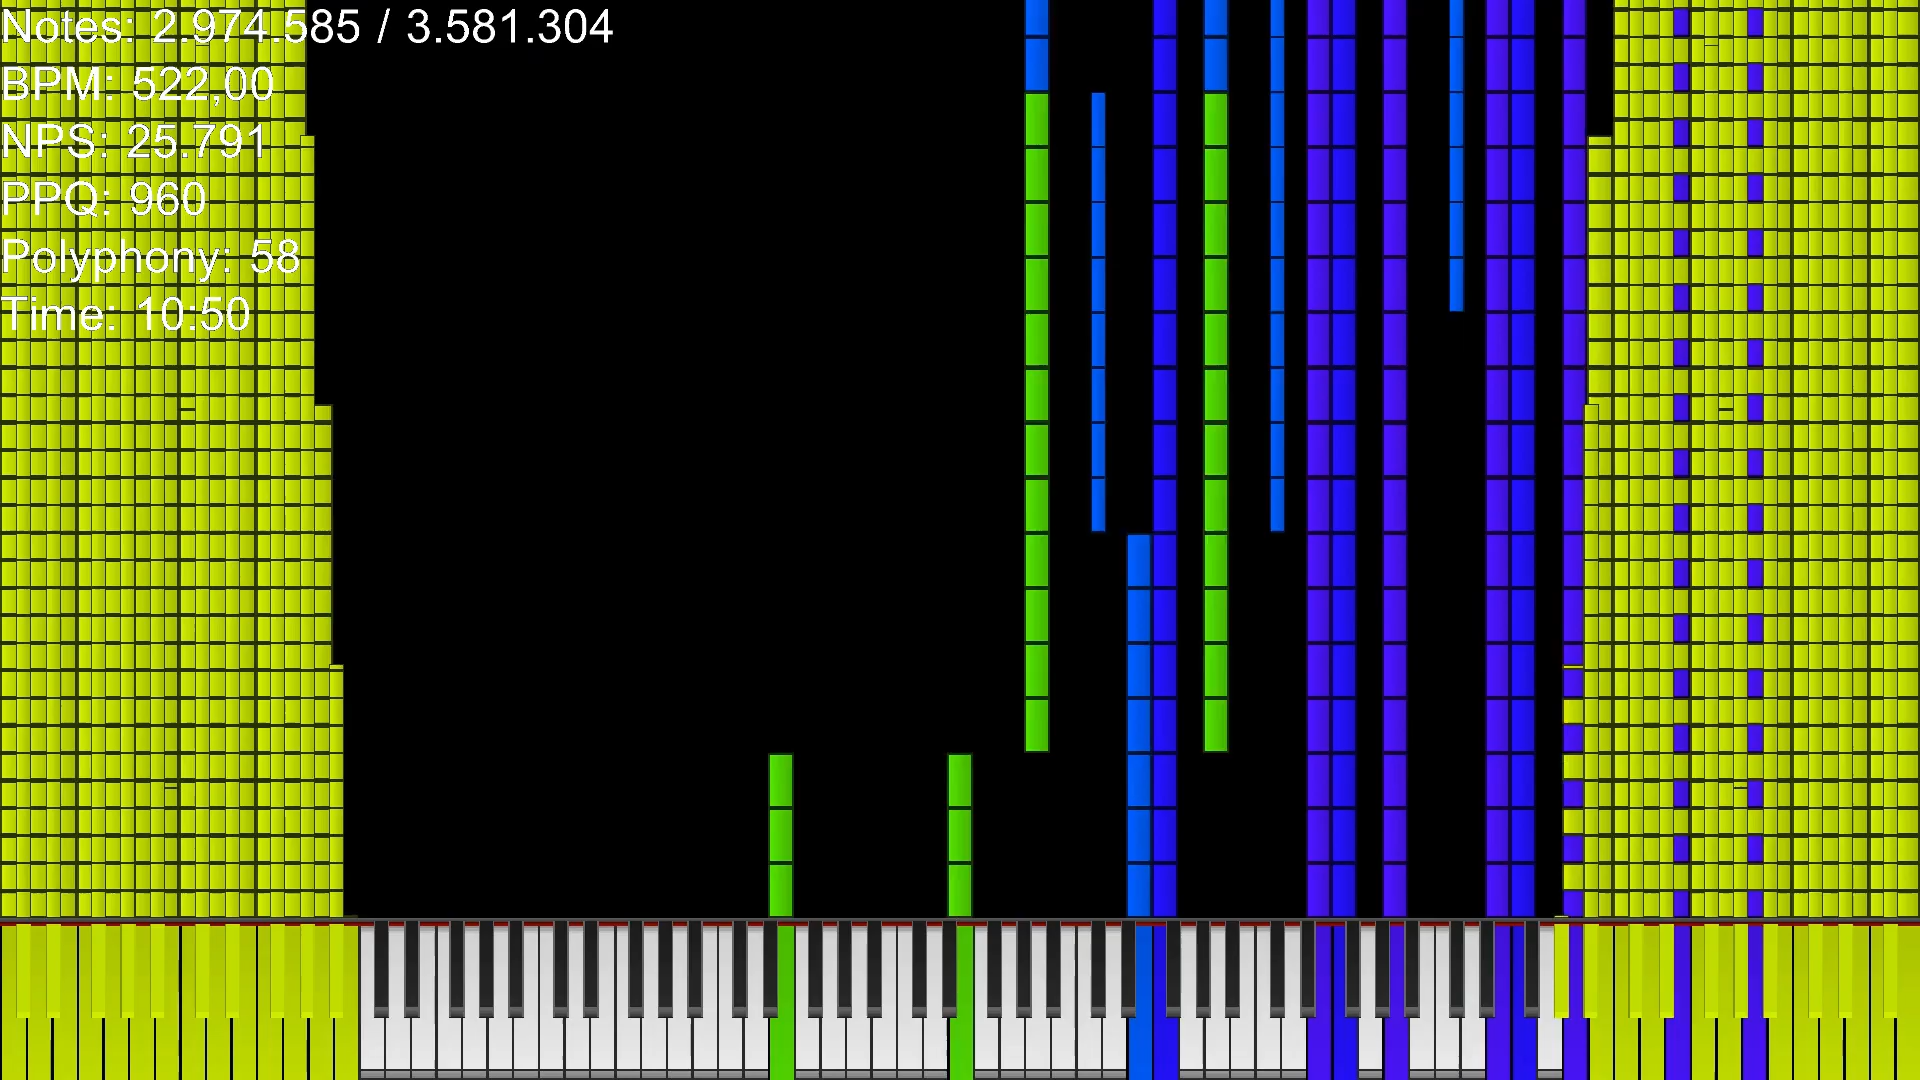 Notes: 2.974.585 / 3.581.304
BPM: 522,00
NPS: 25.791
PPQ: 960
Polyphony: 58
Time: 10:50